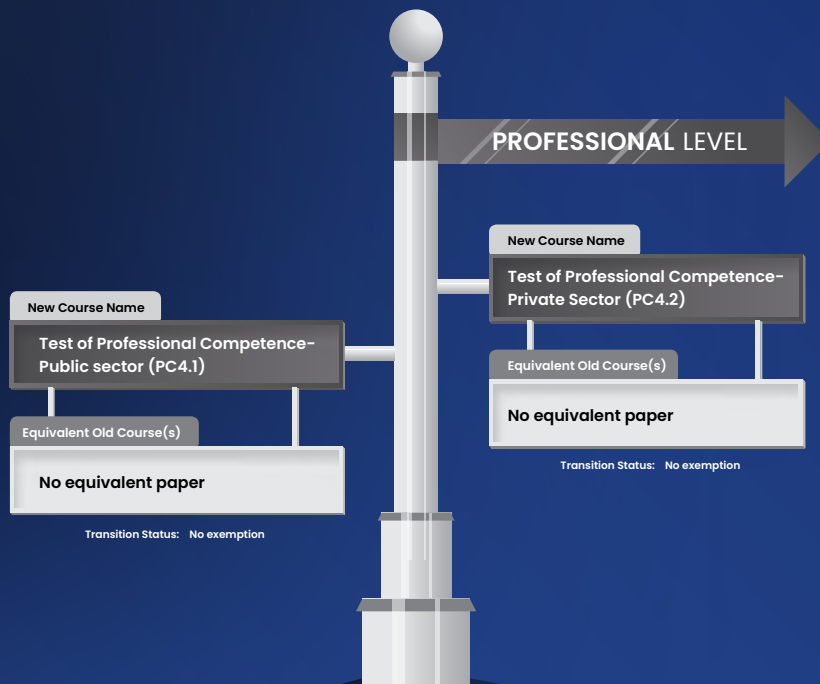 PROFESSIONAL LEVEL
New Course Name
Test of Professional Competence-
Private Sector (PC4.2)
Equivalent Old Course(s)
No equivalent paper
Transition Status: No exemption
New Course Name
Test of Professional Competence-
Public sector (PC4.1)
Equivalent Old Course(s)
No equivalent paper
Transition Status: No exemption